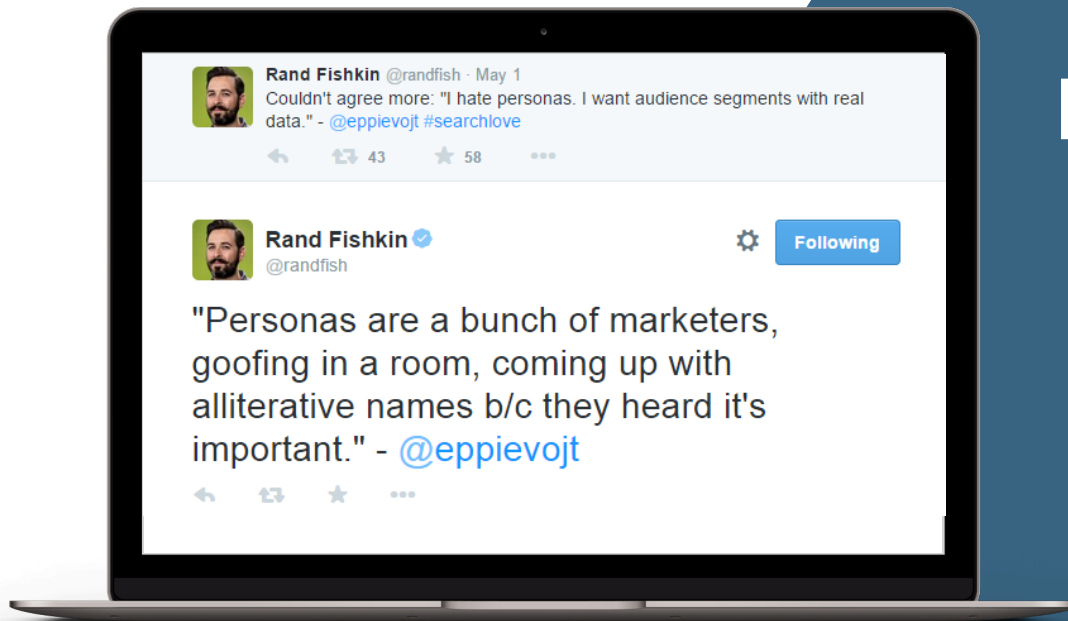 Rand Fishkin @randfish · May 1
Couldn't agree more: "I hate personas. I want audience segments with real
data." - @eppievojt #searchlove
43 58
Rand Fishkin
@randfish
Following
"Personas are a bunch of marketers,
goofing in a room, coming up with
alliterative names b/c they heard it's
important." - @eppievojt